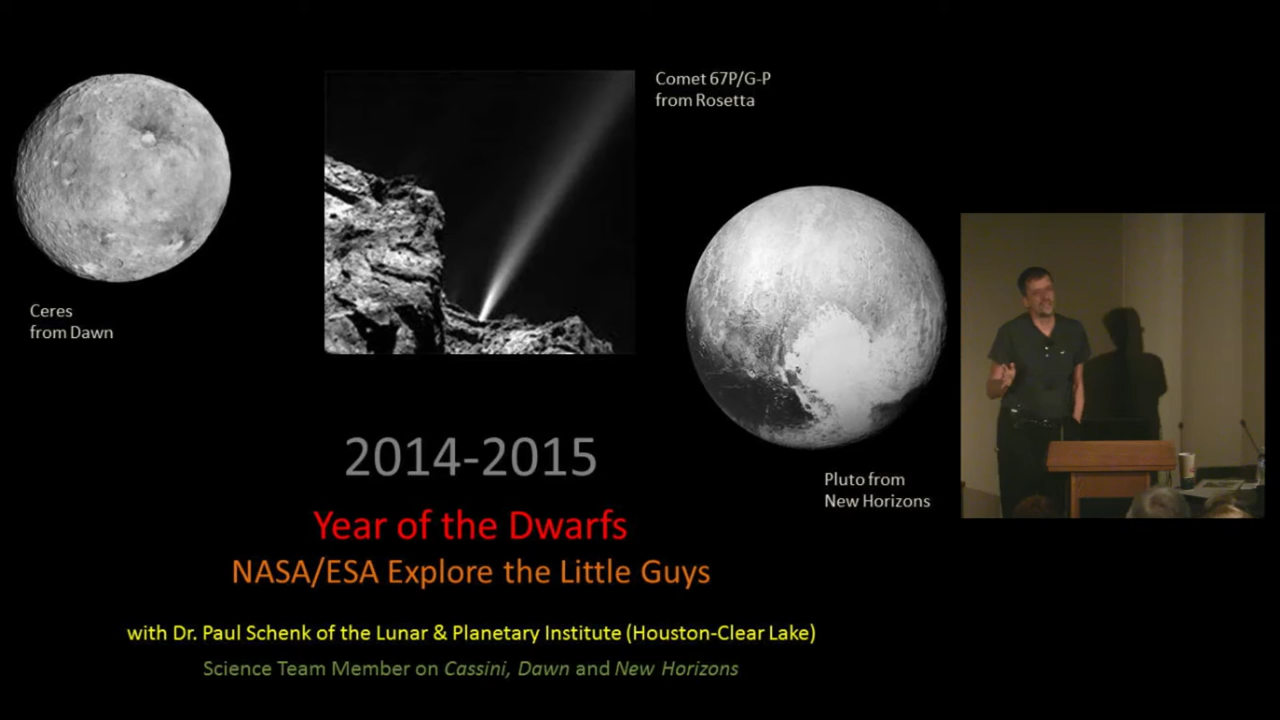 Comet 67P/G-P
from Rosetta
Ceres
from Dawn
Pluto from
New Horizons
2014-2015
Year of the Dwarfs
NASA/ESA Explore the Little Guys
with Dr. Paul Schenk of the Lunar & Planetary Institute (Houston-Clear Lake)
Science Team Member on Cassini, Dawn and New Horizons